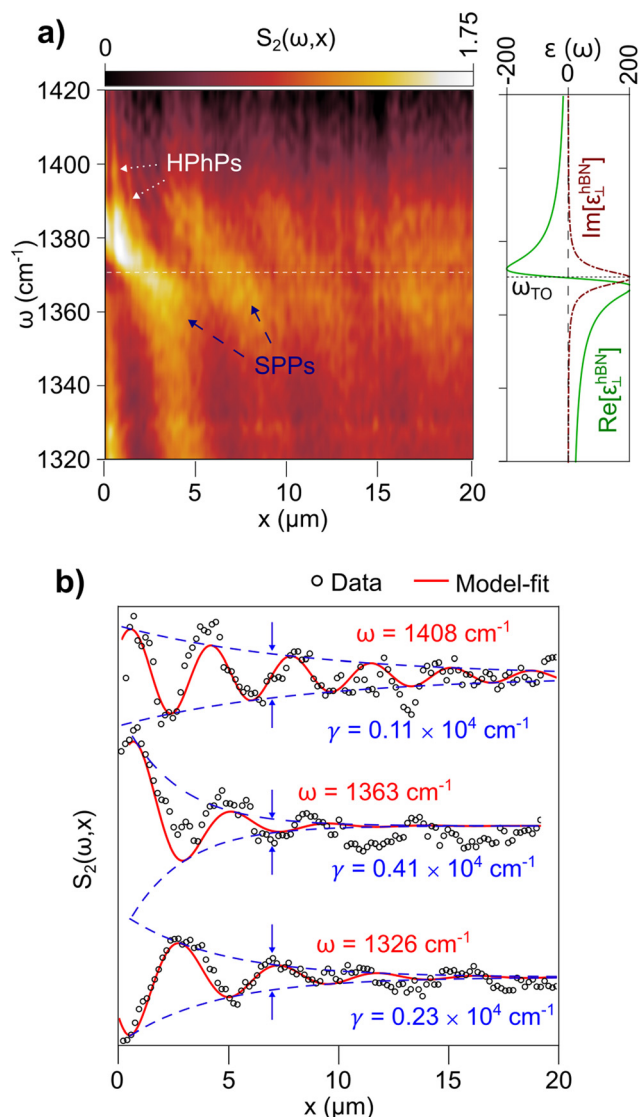 a)
S₂(ω,x)
0 1.75
ε (ω)
-200 0 200
1420
1400
1380
1360
1340
1320
ω (cm⁻¹)
HPhPs
SPPs
0 5 10 15 20
x (μm)
ω_TO
Im[ε⊥^hBN]
Re[ε⊥^hBN]
b)
Data Model-fit
ω = 1408 cm⁻¹
γ = 0.11 × 10⁴ cm⁻¹
ω = 1363 cm⁻¹
γ = 0.41 × 10⁴ cm⁻¹
ω = 1326 cm⁻¹
γ = 0.23 × 10⁴ cm⁻¹
S₂(ω,x)
0 5 10 15 20
x (μm)